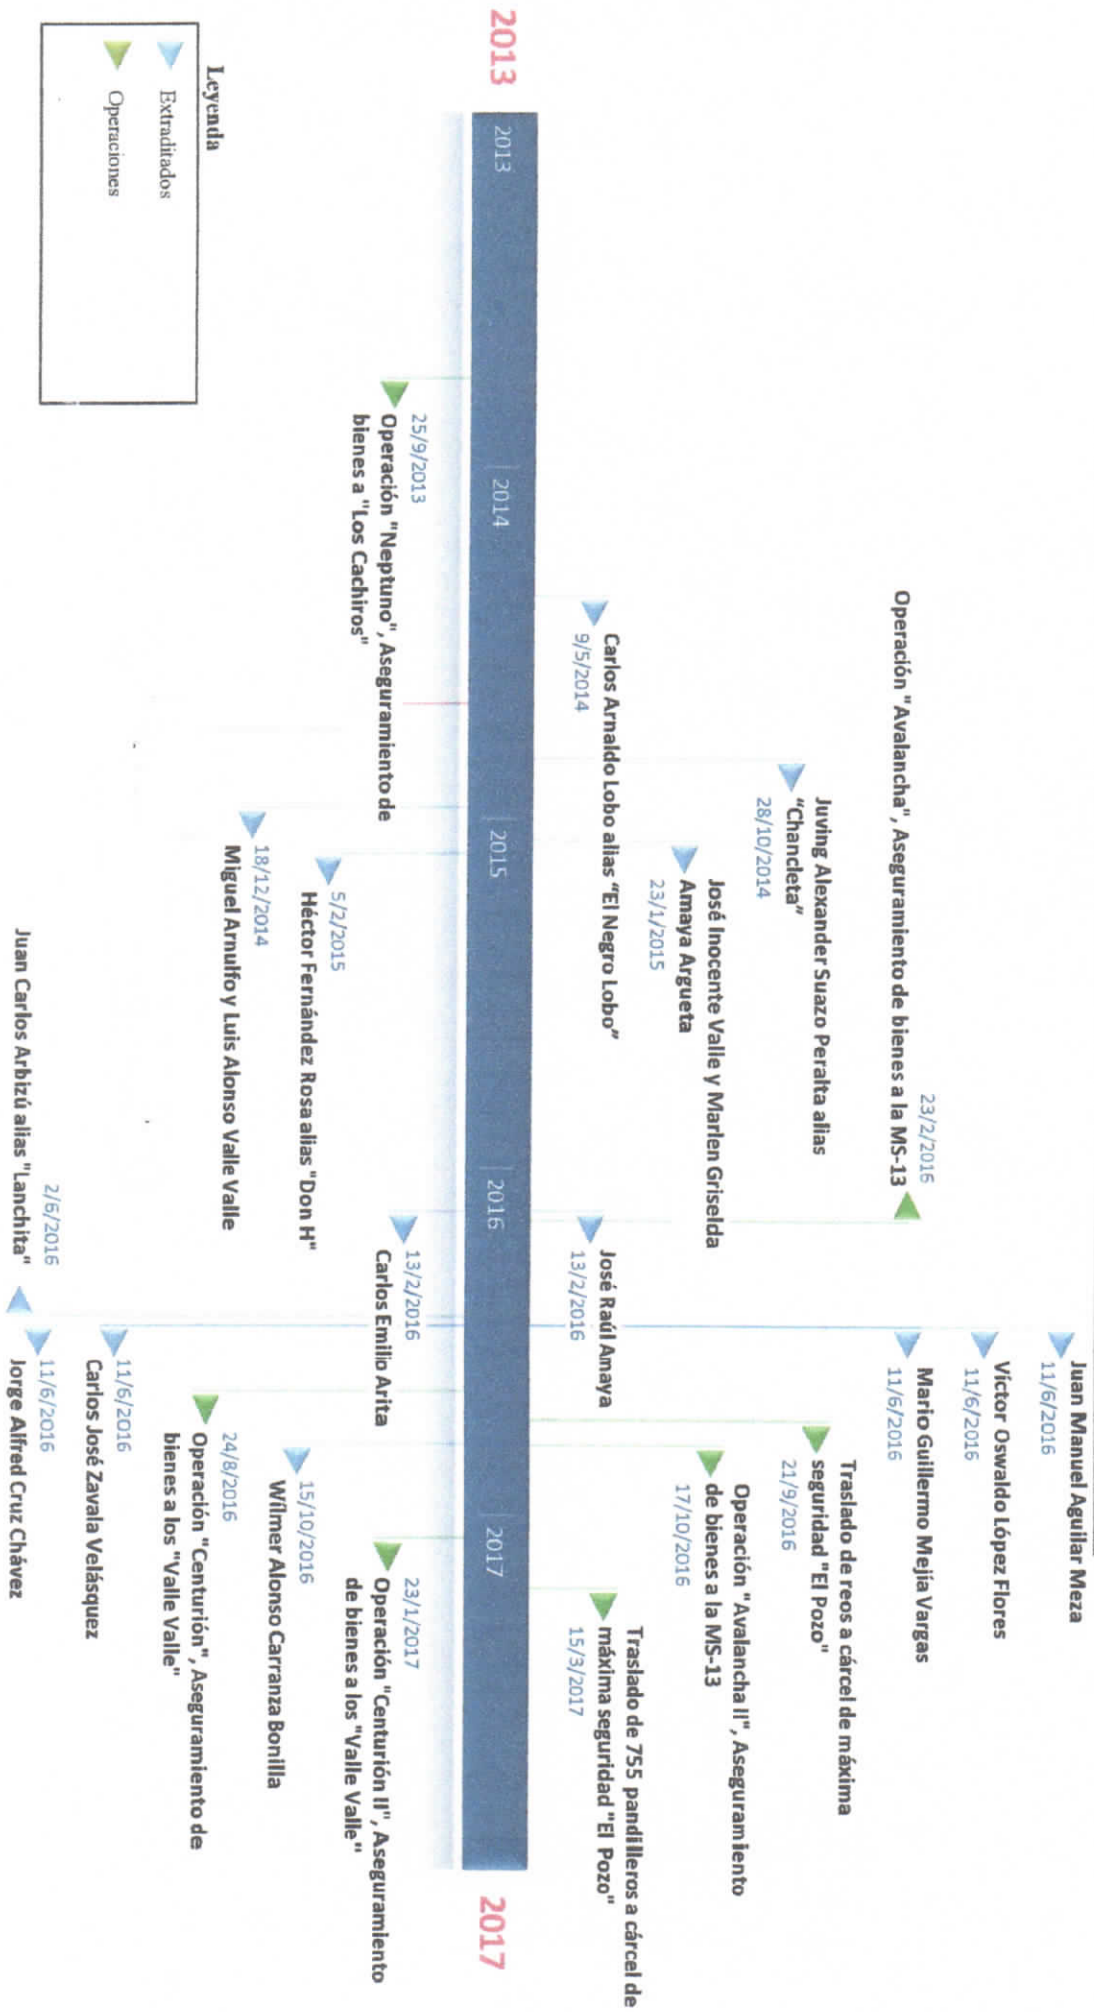 Juan Manuel Aguilar Meza
11/6/2016
Víctor Oswaldo López Flores
11/6/2016
23/2/2016
Mario Guillermo Mejía Vargas
11/6/2016
Operación "Avalancha", Aseguramiento de bienes a la MS-13
Juving Alexander Suazo Peralta alias
"Chancleta"
28/10/2014
Traslado de reos a cárcel de máxima
seguridad "El Pozo"
21/9/2016
José Inocente Valle y Marlen Griselda
Amaya Argueta
23/1/2015
Operación "Avalancha II", Aseguramiento
de bienes a la MS-13
17/10/2016
Carlos Arnaldo Lobo alias "El Negro Lobo"
9/5/2014
José Raúl Amaya
13/2/2016
Traslado de 755 pandilleros a cárcel de
máxima seguridad "El Pozo"
15/3/2017
2013
2013
2014
2015
2016
2017
2017
25/9/2013
Operación "Neptuno", Aseguramiento de
bienes a "Los Cachiros"
13/2/2016
Carlos Emilio Arita
23/1/2017
Operación "Centurión II", Aseguramiento
de bienes a los "Valle Valle"
5/2/2015
Héctor Fernández Rosa alias "Don H"
15/10/2016
Wilmer Alonso Carranza Bonilla
18/12/2014
Miguel Arnulfo y Luis Alonso Valle Valle
24/8/2016
Operación "Centurión", Aseguramiento de
bienes a los "Valle Valle"
11/6/2016
Carlos José Zavala Velásquez
2/6/2016
Juan Carlos Arbizú alias "Lanchita"
11/6/2016
Jorge Alfred Cruz Chávez
Leyenda
Extraditados
Operaciones